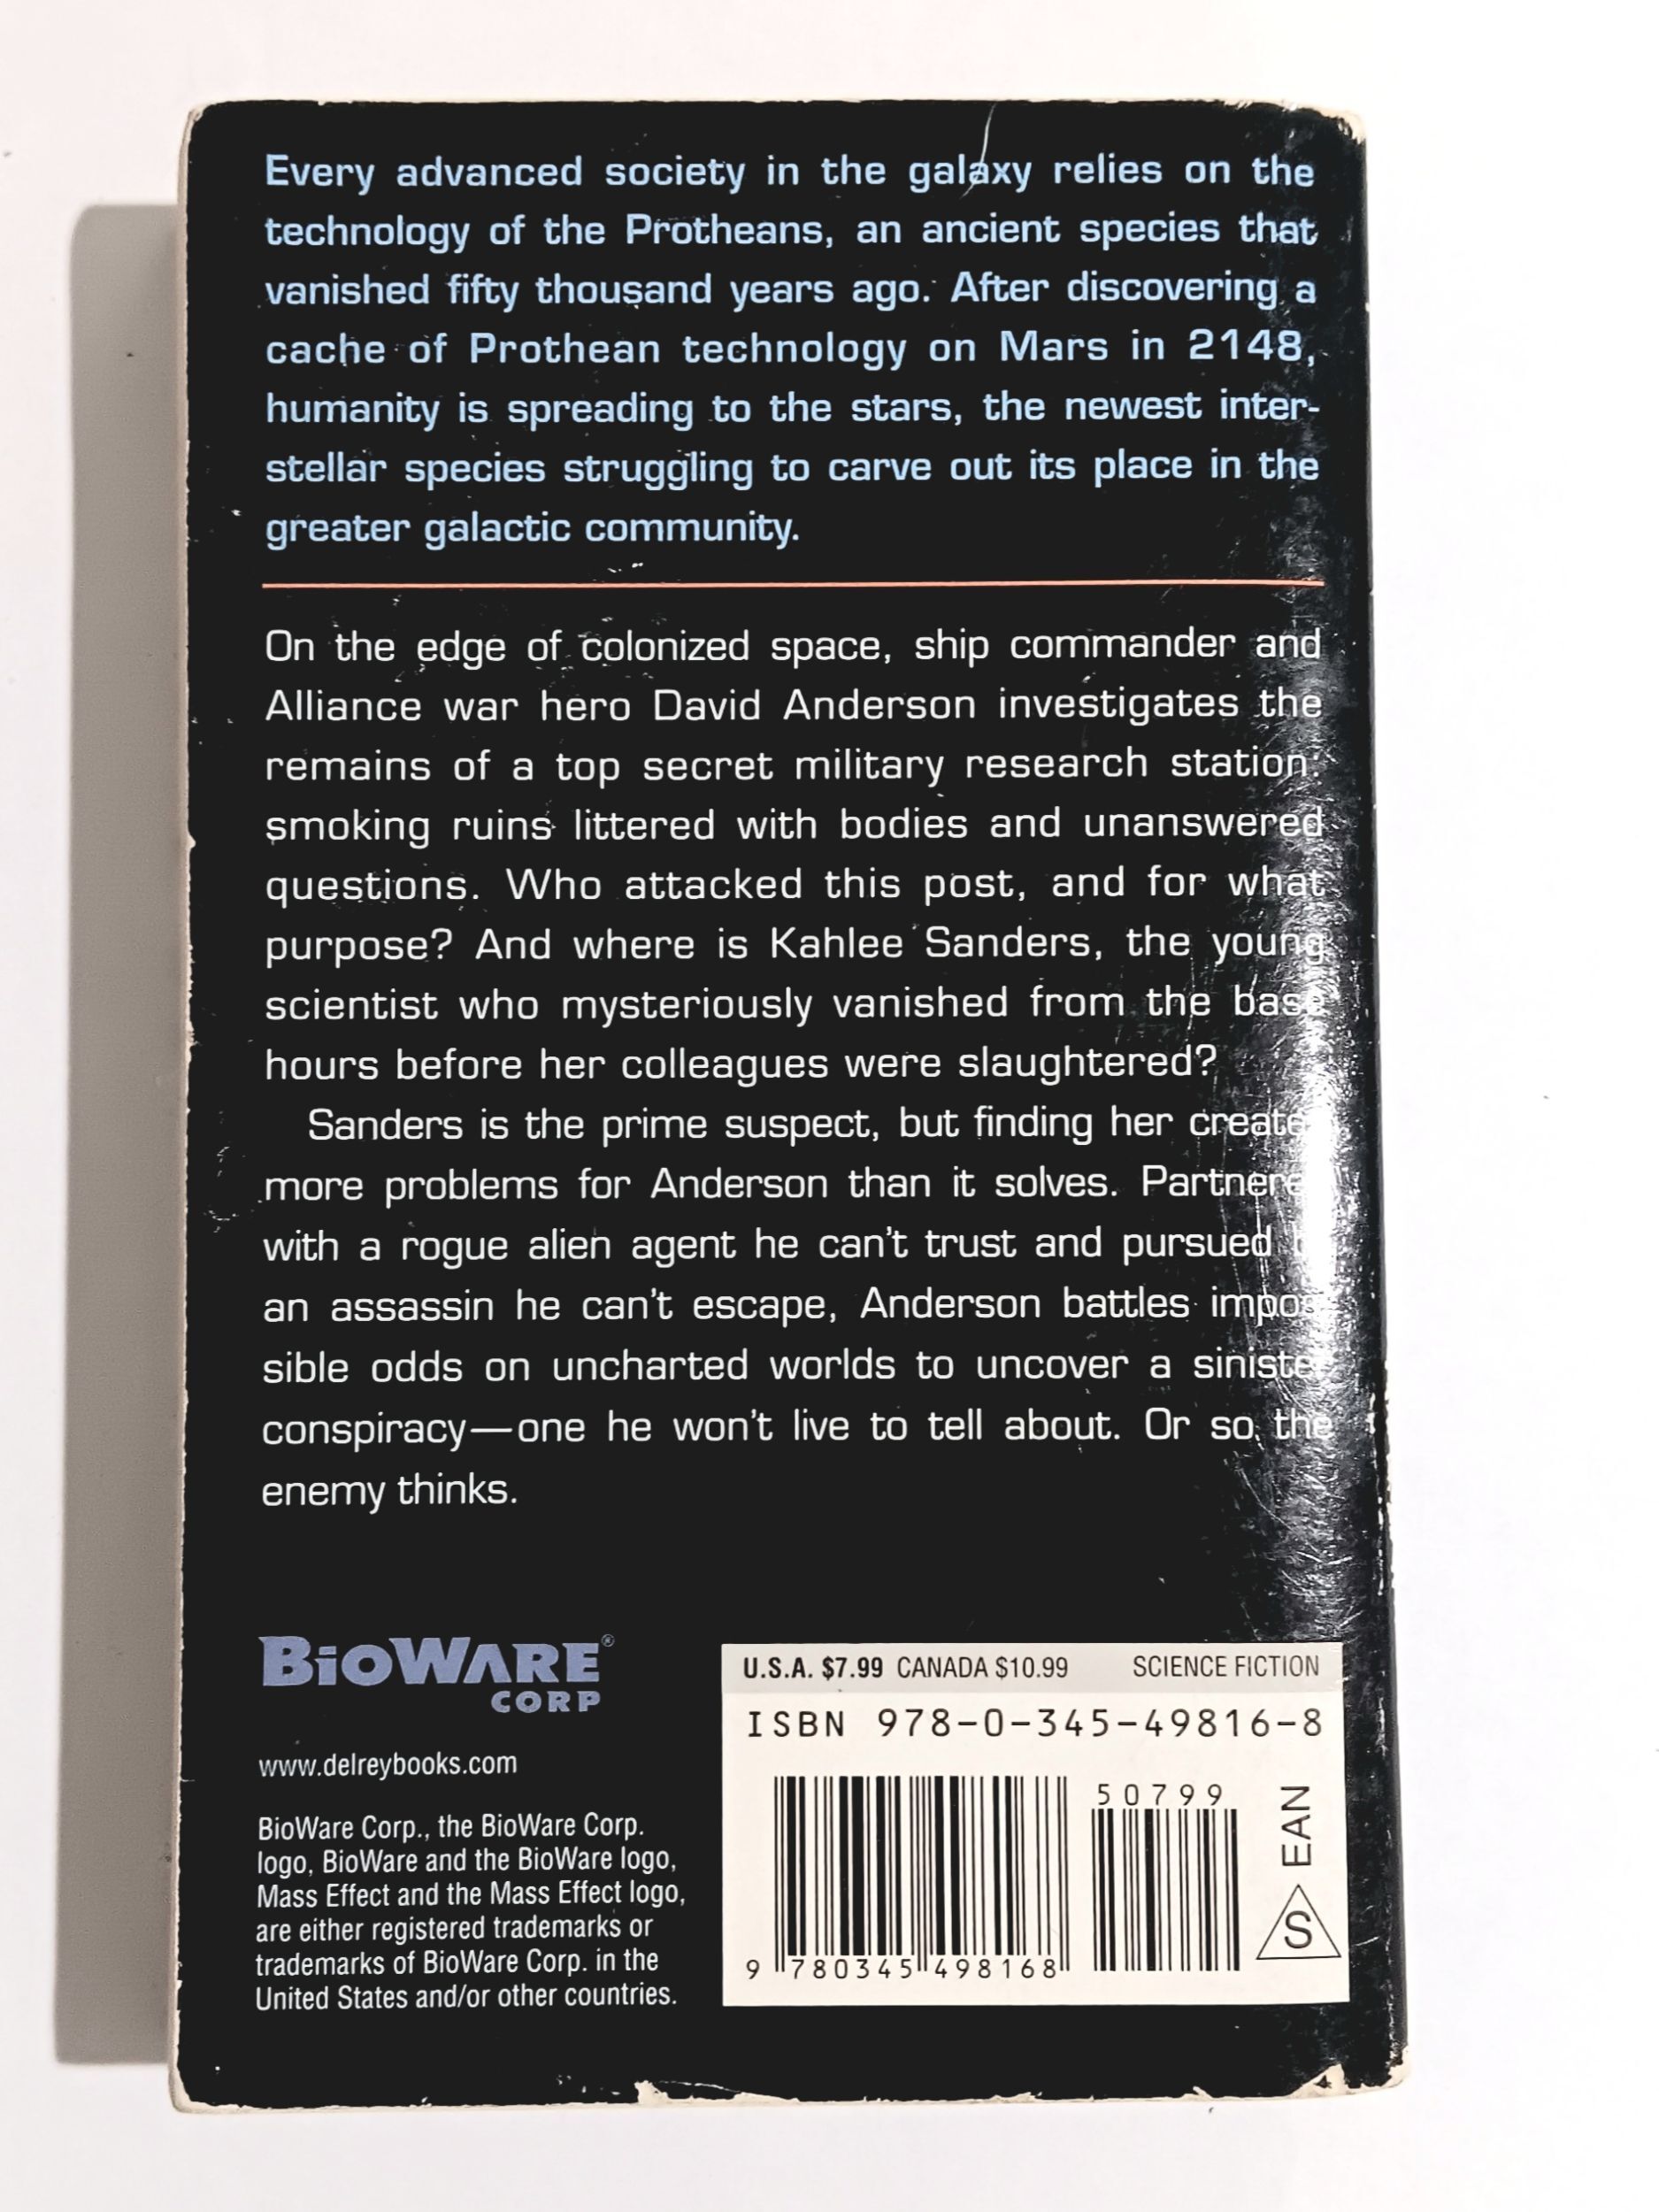 Every advanced society in the galaxy relies on the
technology of the Protheans, an ancient species that
vanished fifty thousand years ago. After discovering a
cache of Prothean technology on Mars in 2148,
humanity is spreading to the stars, the newest inter-
stellar species struggling to carve out its place in the
greater galactic community.
On the edge of colonized space, ship commander and
Alliance war hero David Anderson investigates the
remains of a top secret military research station:
smoking ruins littered with bodies and unanswered
questions. Who attacked this post, and for what
purpose? And where is Kahlee Sanders, the young
scientist who mysteriously vanished from the base
hours before her colleagues were slaughtered?
Sanders is the prime suspect, but finding her
more problems for Anderson than it solves.
with a rogue alien agent he can't trust and pursued
an assassin he can't escape, Anderson battles
sible odds on uncharted worlds to uncover a
conspiracy—one he won't live to tell about. Or so the
enemy thinks.
BIOWARE®
CORP
www.delreybooks.com
BioWare Corp., the BioWare Corp.
logo, BioWare and the BioWare logo,
Mass Effect and the Mass Effect logo,
are either registered trademarks or
trademarks of BioWare Corp. in the
United States and/or other countries.
U.S.A. $7.99 CANADA $10.99 SCIENCE FICTION
ISBN 978-0-345-49816-8
50799
9 780345 498168
EAN
S